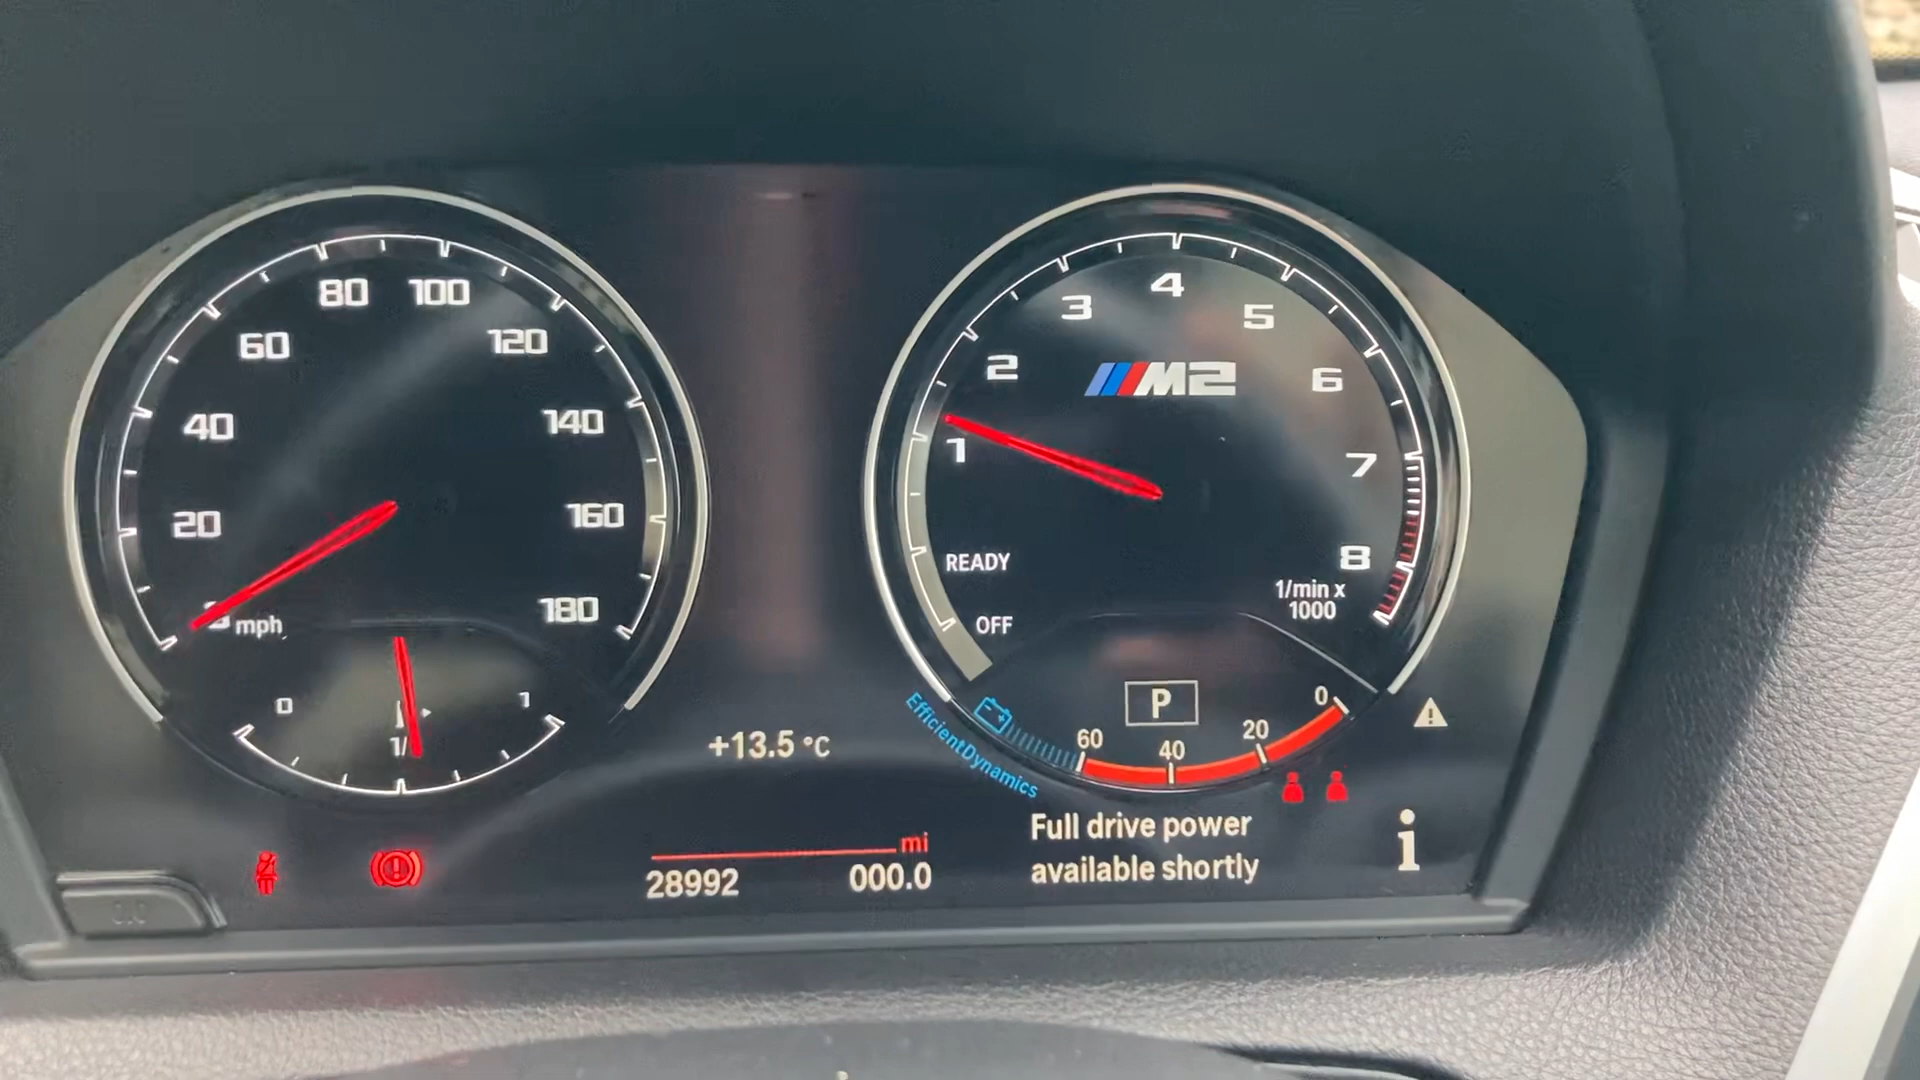 80 100
60 120
40 140
20 160
mph 180
0 1
1/
+13.5 °C
mi
28992 000.0
4
3 5
2 M2 6
1 7
READY 8
1/min x
1000
OFF
P
0
60 40 20
EfficientDynamics
Full drive power
available shortly
i